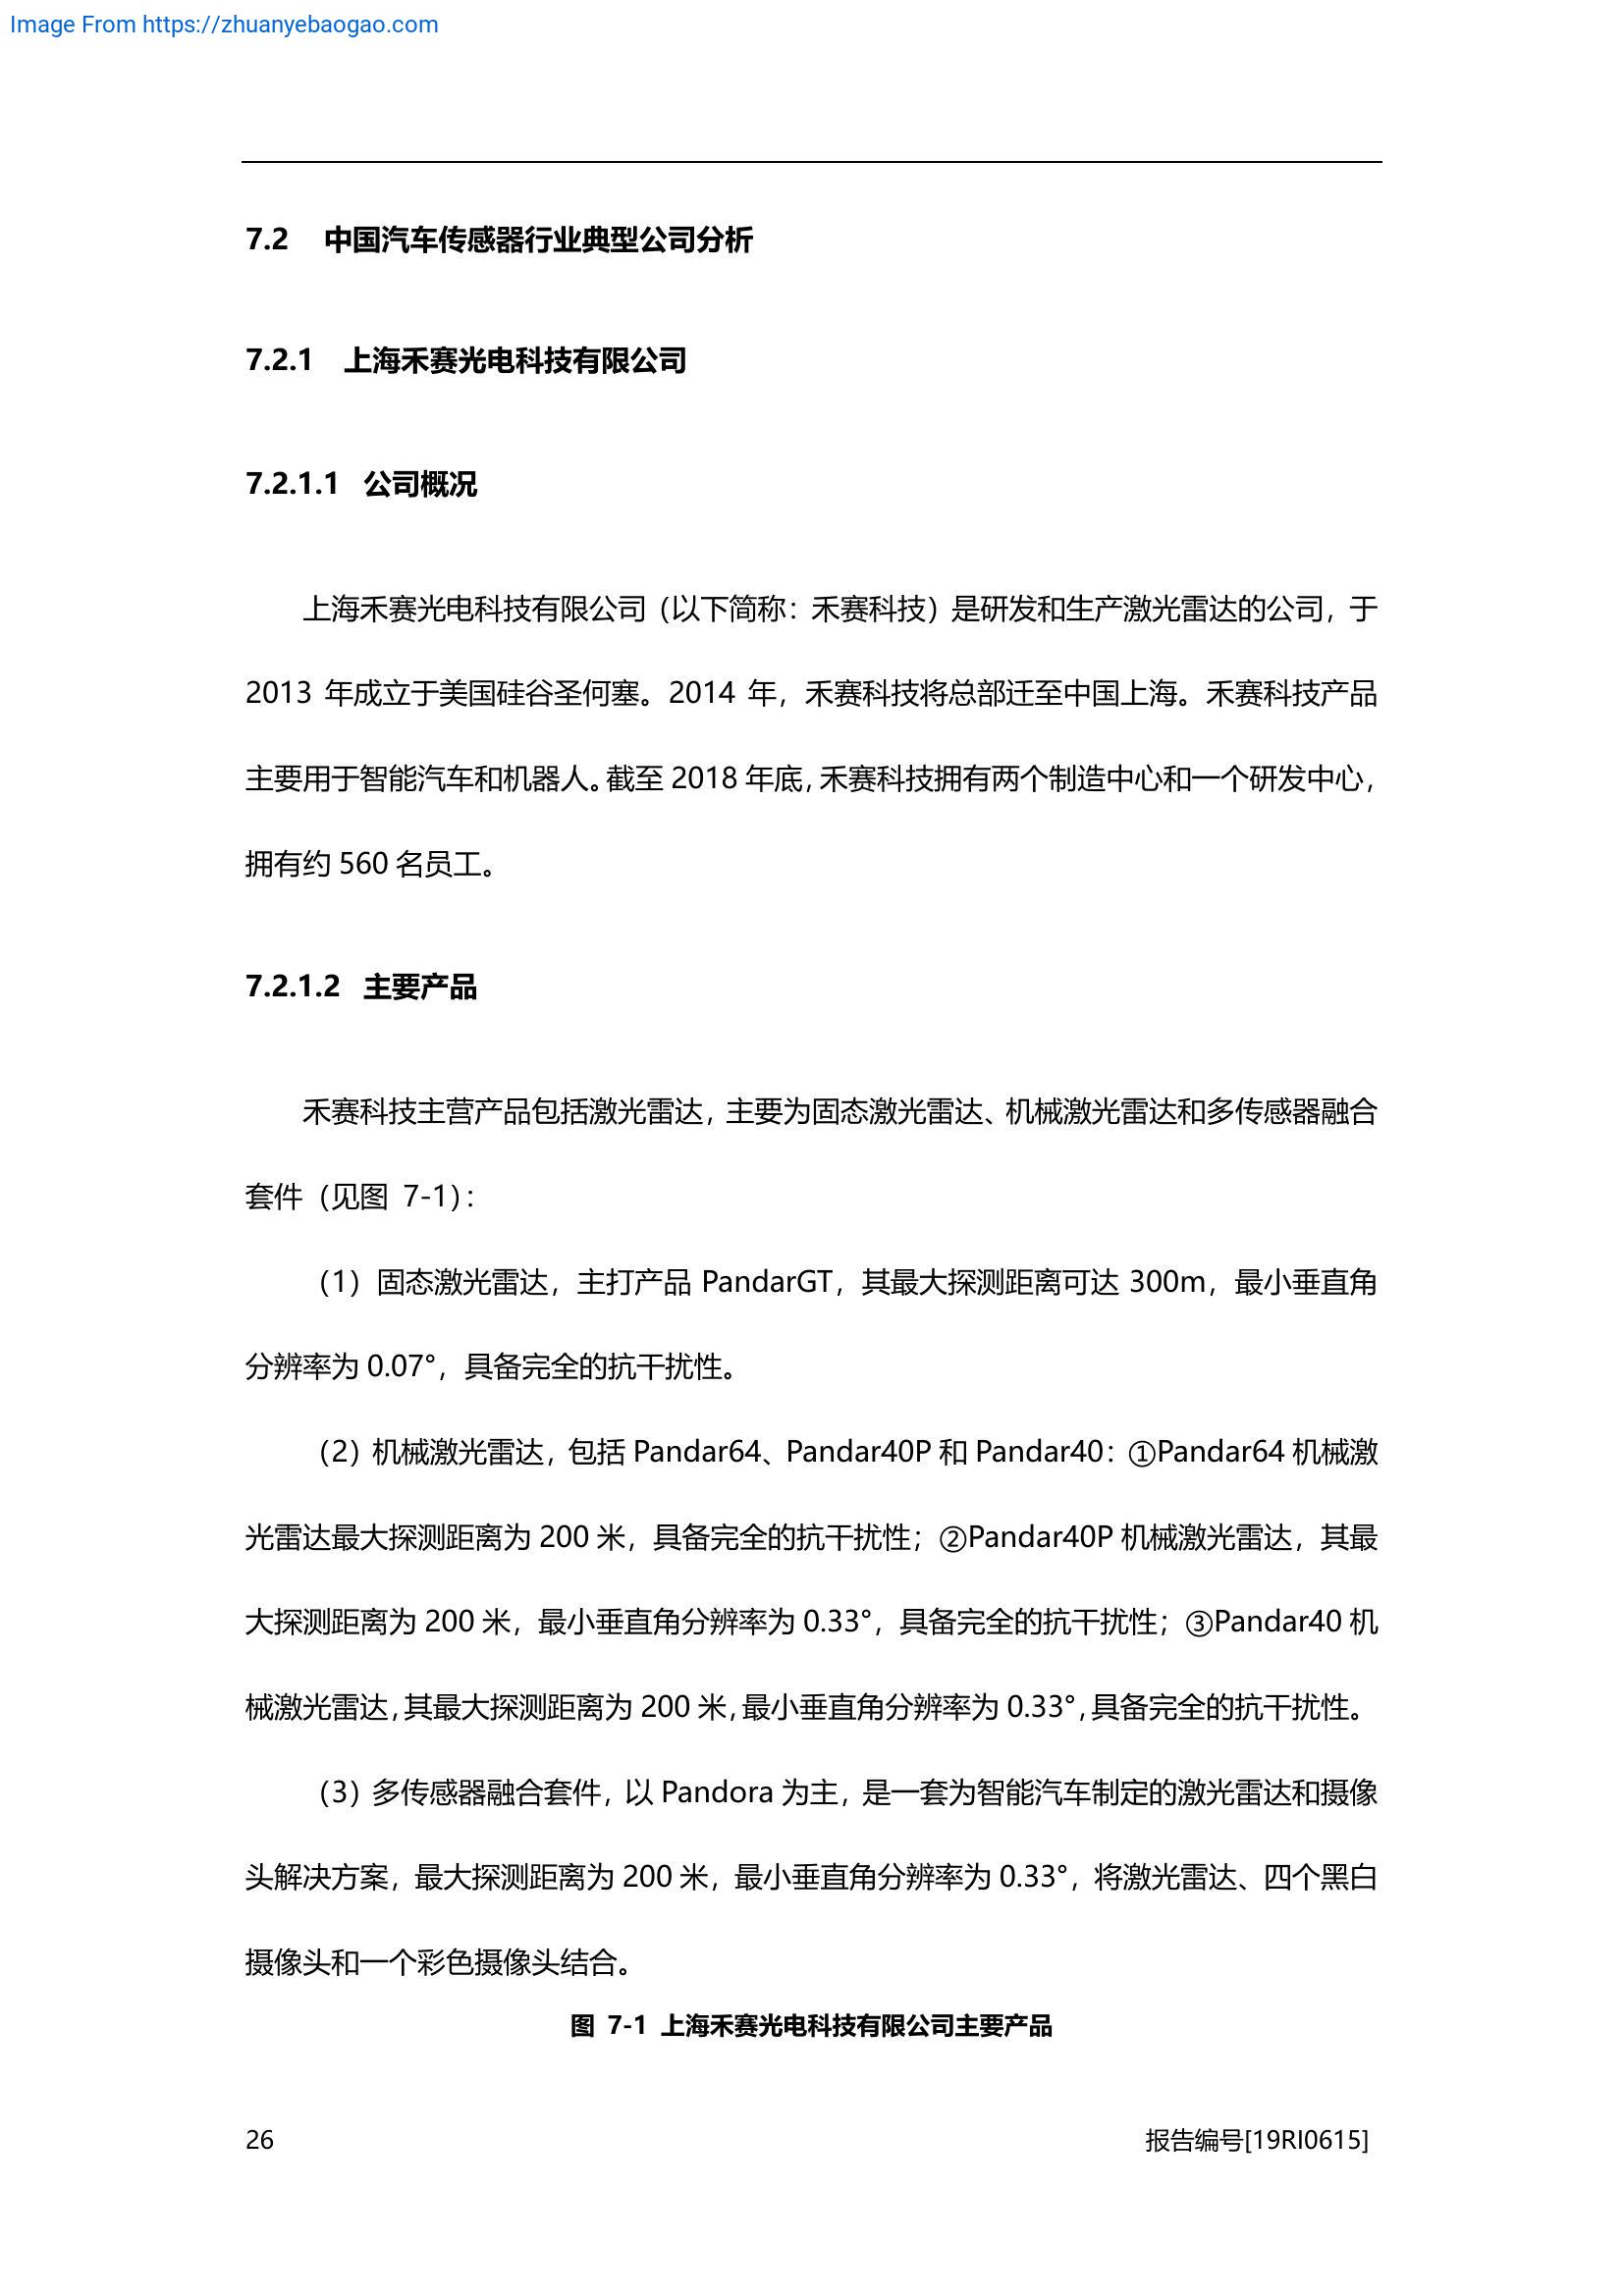 Image From https://zhuanyebaogao.com
7.2 中国汽车传感器行业典型公司分析
7.2.1 上海禾赛光电科技有限公司
7.2.1.1 公司概况
上海禾赛光电科技有限公司（以下简称：禾赛科技）是研发和生产激光雷达的公司，于
2013 年成立于美国硅谷圣何塞。2014 年，禾赛科技将总部迁至中国上海。禾赛科技产品
主要用于智能汽车和机器人。截至 2018 年底，禾赛科技拥有两个制造中心和一个研发中心，
拥有约 560 名员工。
7.2.1.2 主要产品
禾赛科技主营产品包括激光雷达，主要为固态激光雷达、机械激光雷达和多传感器融合
套件（见图 7-1）：
（1）固态激光雷达，主打产品 PandarGT，其最大探测距离可达 300m，最小垂直角
分辨率为 0.07°，具备完全的抗干扰性。
（2）机械激光雷达，包括 Pandar64、Pandar40P 和 Pandar40：①Pandar64 机械激
光雷达最大探测距离为 200 米，具备完全的抗干扰性；②Pandar40P 机械激光雷达，其最
大探测距离为 200 米，最小垂直角分辨率为 0.33°，具备完全的抗干扰性；③Pandar40 机
械激光雷达，其最大探测距离为 200 米，最小垂直角分辨率为 0.33°，具备完全的抗干扰性。
（3）多传感器融合套件，以 Pandora 为主，是一套为智能汽车制定的激光雷达和摄像
头解决方案，最大探测距离为 200 米，最小垂直角分辨率为 0.33°，将激光雷达、四个黑白
摄像头和一个彩色摄像头结合。
图 7-1 上海禾赛光电科技有限公司主要产品
26 报告编号[19RI0615]